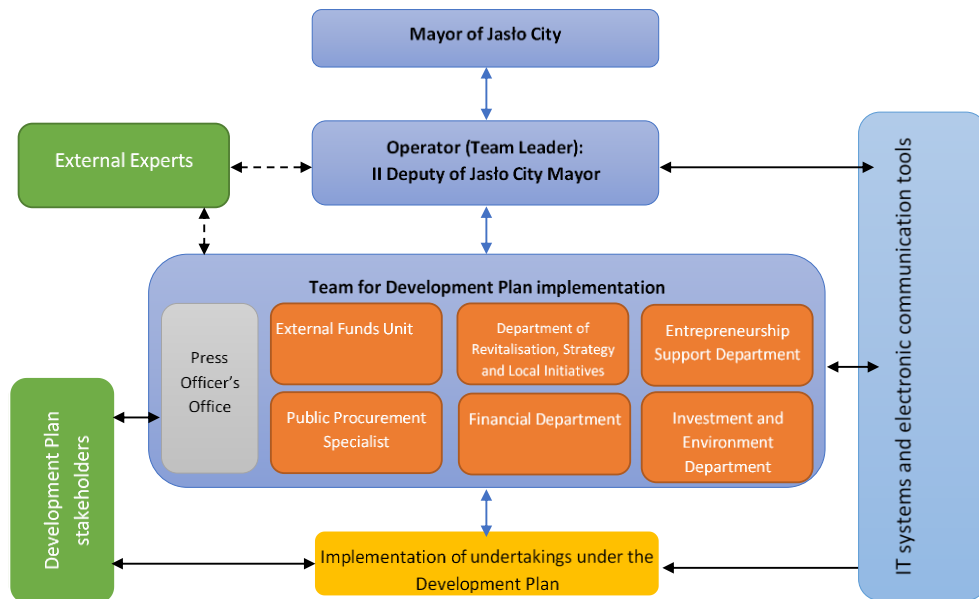 Mayor of Jasło City
External Experts
Operator (Team Leader):
II Deputy of Jasło City Mayor
IT systems and electronic communication tools
Team for Development Plan implementation
Press
Officer's
Office
External Funds Unit
Department of
Revitalisation, Strategy
and Local Initiatives
Entrepreneurship
Support Department
Public Procurement
Specialist
Financial Department
Investment and
Environment
Department
Development Plan
stakeholders
Implementation of undertakings under the
Development Plan